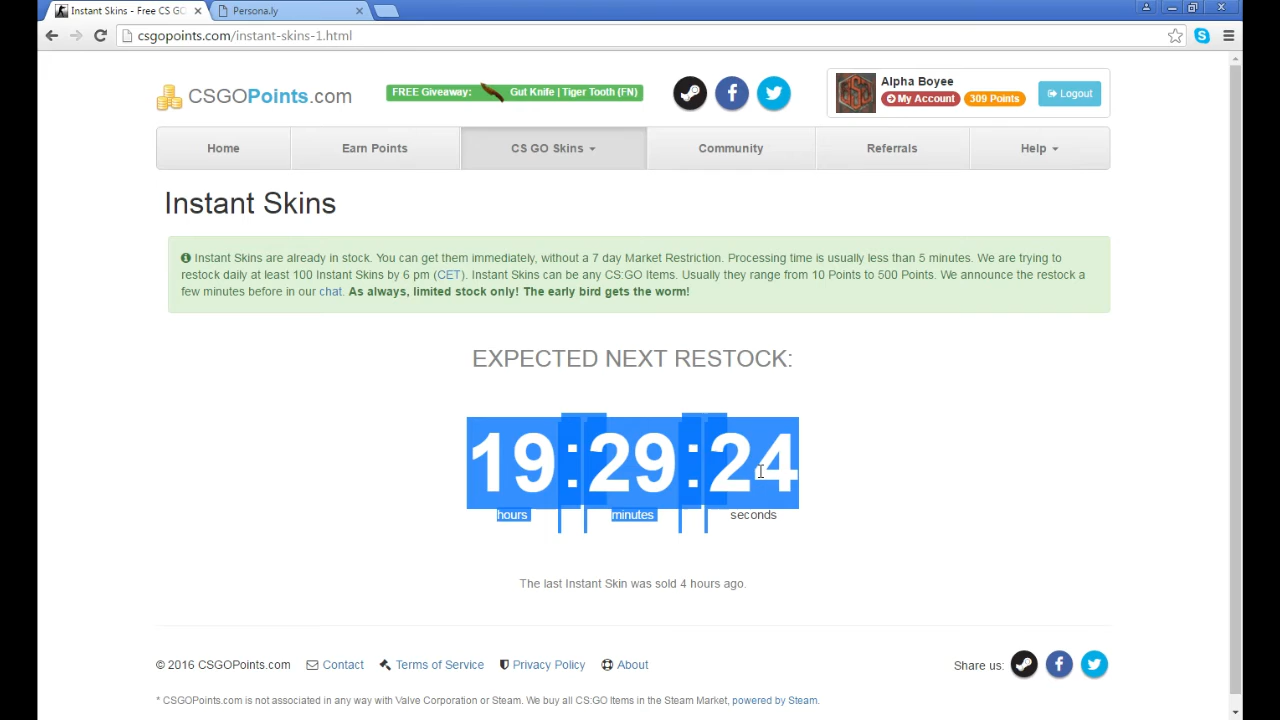 Instant Skins - Free CS GO
Persona.ly
csgopoints.com/instant-skins-1.html
CSGOPoints.com
FREE Giveaway: Gut Knife | Tiger Tooth (FN)
Alpha Boyee
My Account 309 Points
Logout
Home Earn Points CS GO Skins Community Referrals Help
Instant Skins
Instant Skins are already in stock. You can get them immediately, without a 7 day Market Restriction. Processing time is usually less than 5 minutes. We are trying to
restock daily at least 100 Instant Skins by 6 pm (CET). Instant Skins can be any CS:GO Items. Usually they range from 10 Points to 500 Points. We announce the restock a
few minutes before in our chat. As always, limited stock only! The early bird gets the worm!
EXPECTED NEXT RESTOCK:
19:29:24
hours minutes seconds
The last Instant Skin was sold 4 hours ago.
© 2016 CSGOPoints.com Contact Terms of Service Privacy Policy About Share us:
* CSGOPoints.com is not associated in any way with Valve Corporation or Steam. We buy all CS:GO Items in the Steam Market, powered by Steam.